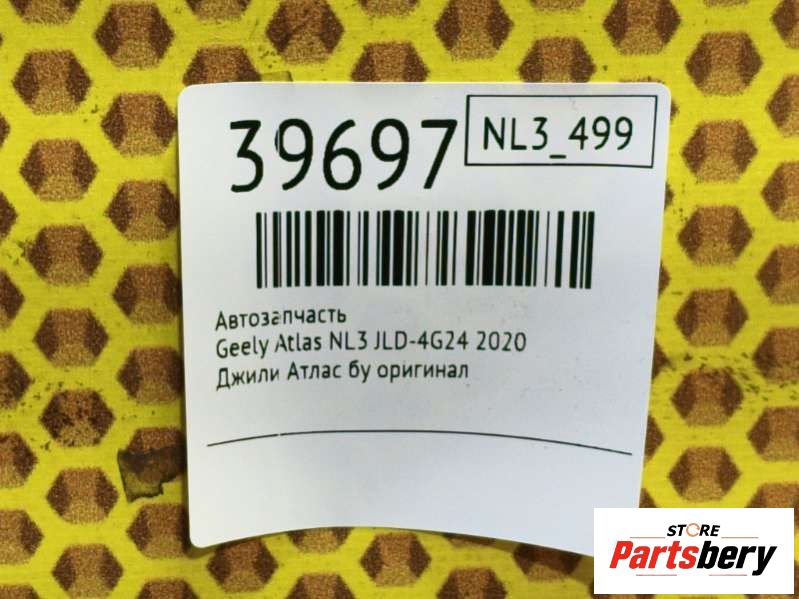 39697
NL3_499
Автозапчасть
Geely Atlas NL3 JLD-4G24 2020
Джили Атлас бу оригинал
STORE
Partsbery